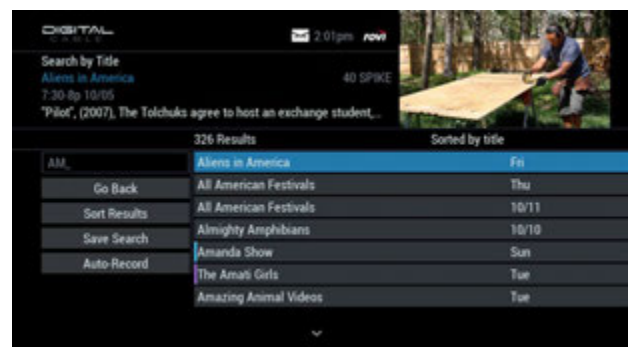 DIGITAL
CABLE
2:01pm rovi
Search by Title
Aliens in America 40 SPIKE
7:30-8p 10/05
"Pilot", (2007), The Tolchuks agree to host an exchange student,...
326 Results Sorted by title
AM_
Go Back
Sort Results
Save Search
Auto-Record
Aliens in America Fri
All American Festivals Thu
All American Festivals 10/11
Almighty Amphibians 10/10
Amanda Show Sun
The Amati Girls Tue
Amazing Animal Videos Tue